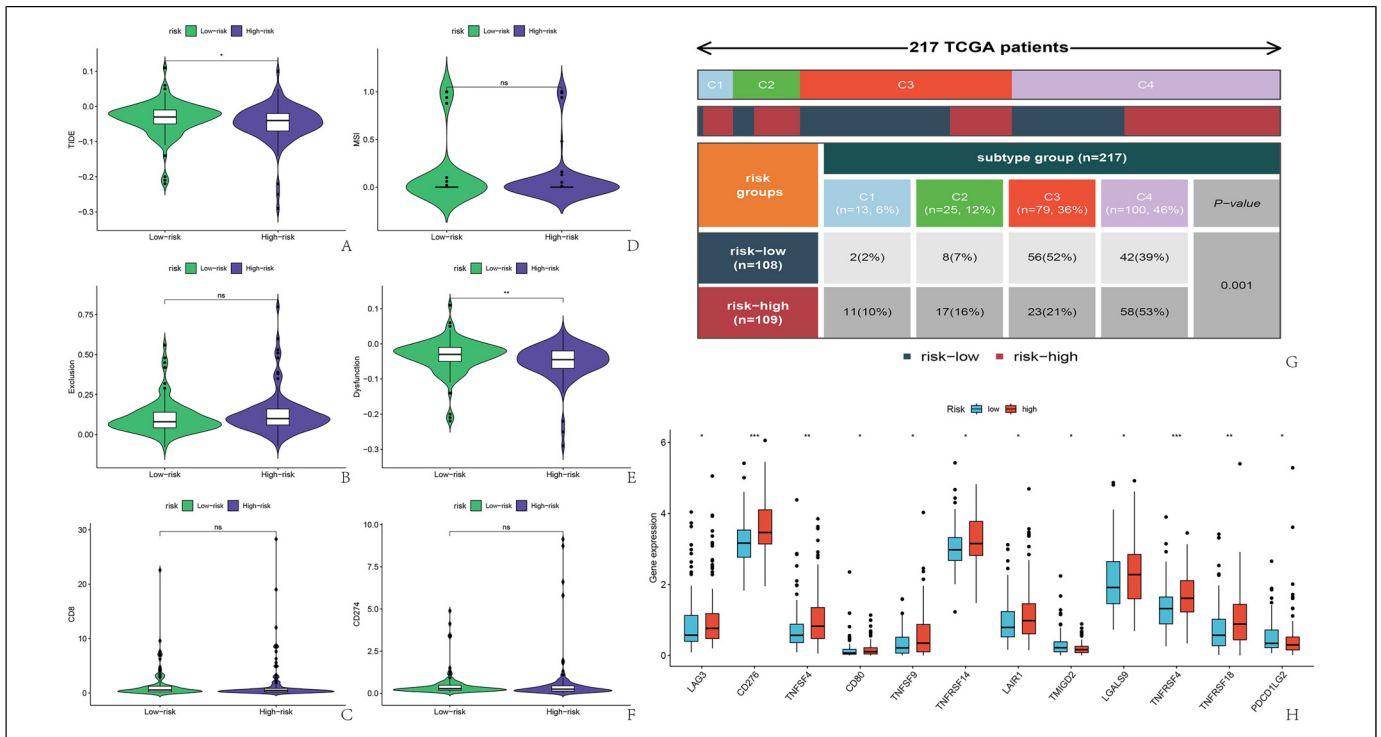 risk Low-risk High-risk
*
0.1
0.0
-0.1
-0.2
-0.3
TIDE
Low-risk High-risk
A
risk Low-risk High-risk
ns
1.0
0.5
0.0
MSI
Low-risk High-risk
D
risk Low-risk High-risk
ns
0.75
0.50
0.25
0.00
Exclusion
Low-risk High-risk
B
risk Low-risk High-risk
**
0.1
0.0
-0.1
-0.2
-0.3
Dysfunction
Low-risk High-risk
E
risk Low-risk High-risk
ns
30
20
10
0
CD8
Low-risk High-risk
C
risk Low-risk High-risk
ns
10.0
7.5
5.0
2.5
0.0
CD274
Low-risk High-risk
F
217 TCGA patients
C1 C2 C3 C4
risk
groups
subtype group (n=217)
C1
(n=13, 6%)
C2
(n=25, 12%)
C3
(n=79, 36%)
C4
(n=100, 46%)
P-value
risk-low
(n=108)
2(2%) 8(7%) 56(52%) 42(39%)
0.001
risk-high
(n=109)
11(10%) 17(16%) 23(21%) 58(53%)
risk-low risk-high
G
Risk low high
* *** ** * * * * * * *** ** *
6
4
2
0
Gene expression
LAG3
CD276
TNFSF4
CD80
TNFSF9
TNFRSF14
LAIR1
TMIGD2
LGALS9
TNFRSF4
TNFRSF18
PDCD1LG2
H